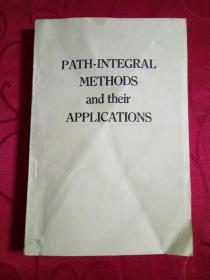 PATH-INTEGRAL
METHODS
and their
APPLICATIONS